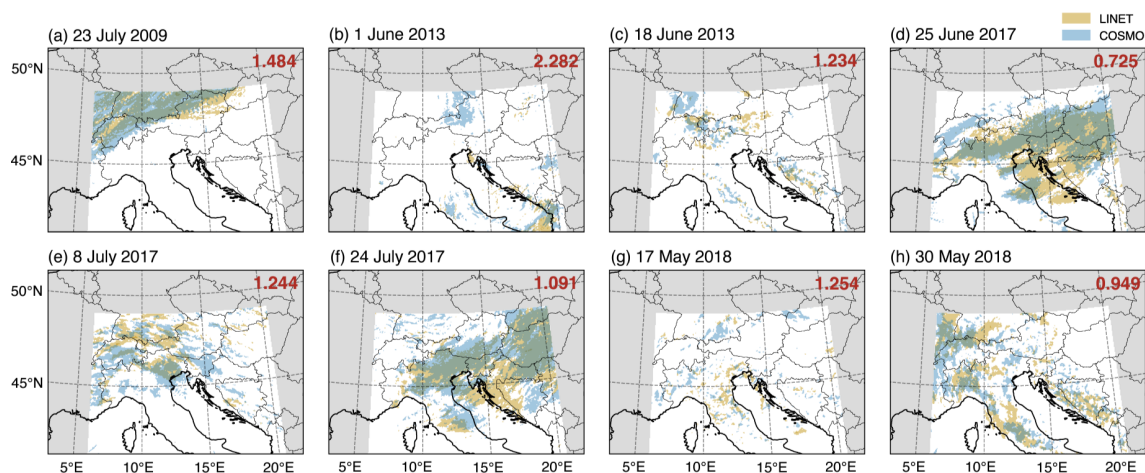 LINET
COSMO
(a) 23 July 2009
(b) 1 June 2013
(c) 18 June 2013
(d) 25 June 2017
50°N
45°N
1.484
2.282
1.234
0.725
(e) 8 July 2017
(f) 24 July 2017
(g) 17 May 2018
(h) 30 May 2018
50°N
45°N
1.244
1.091
1.254
0.949
5°E 10°E 15°E 20°E
5°E 10°E 15°E 20°E
5°E 10°E 15°E 20°E
5°E 10°E 15°E 20°E